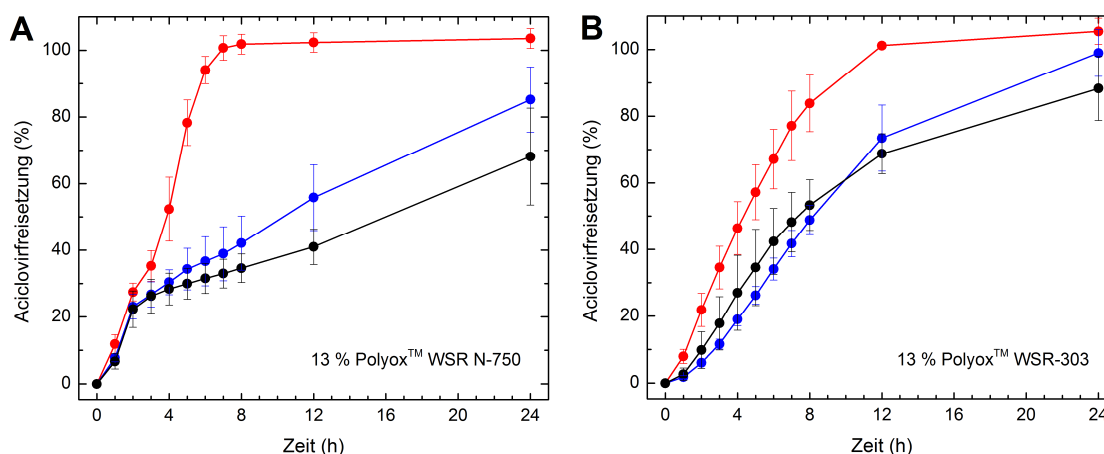 A
Aciclovirfreisetzung (%)
100
80
60
40
20
0
13 % Polyox™ WSR N-750
0 4 8 12 16 20 24
Zeit (h)
B
Aciclovirfreisetzung (%)
100
80
60
40
20
0
13 % Polyox™ WSR-303
0 4 8 12 16 20 24
Zeit (h)